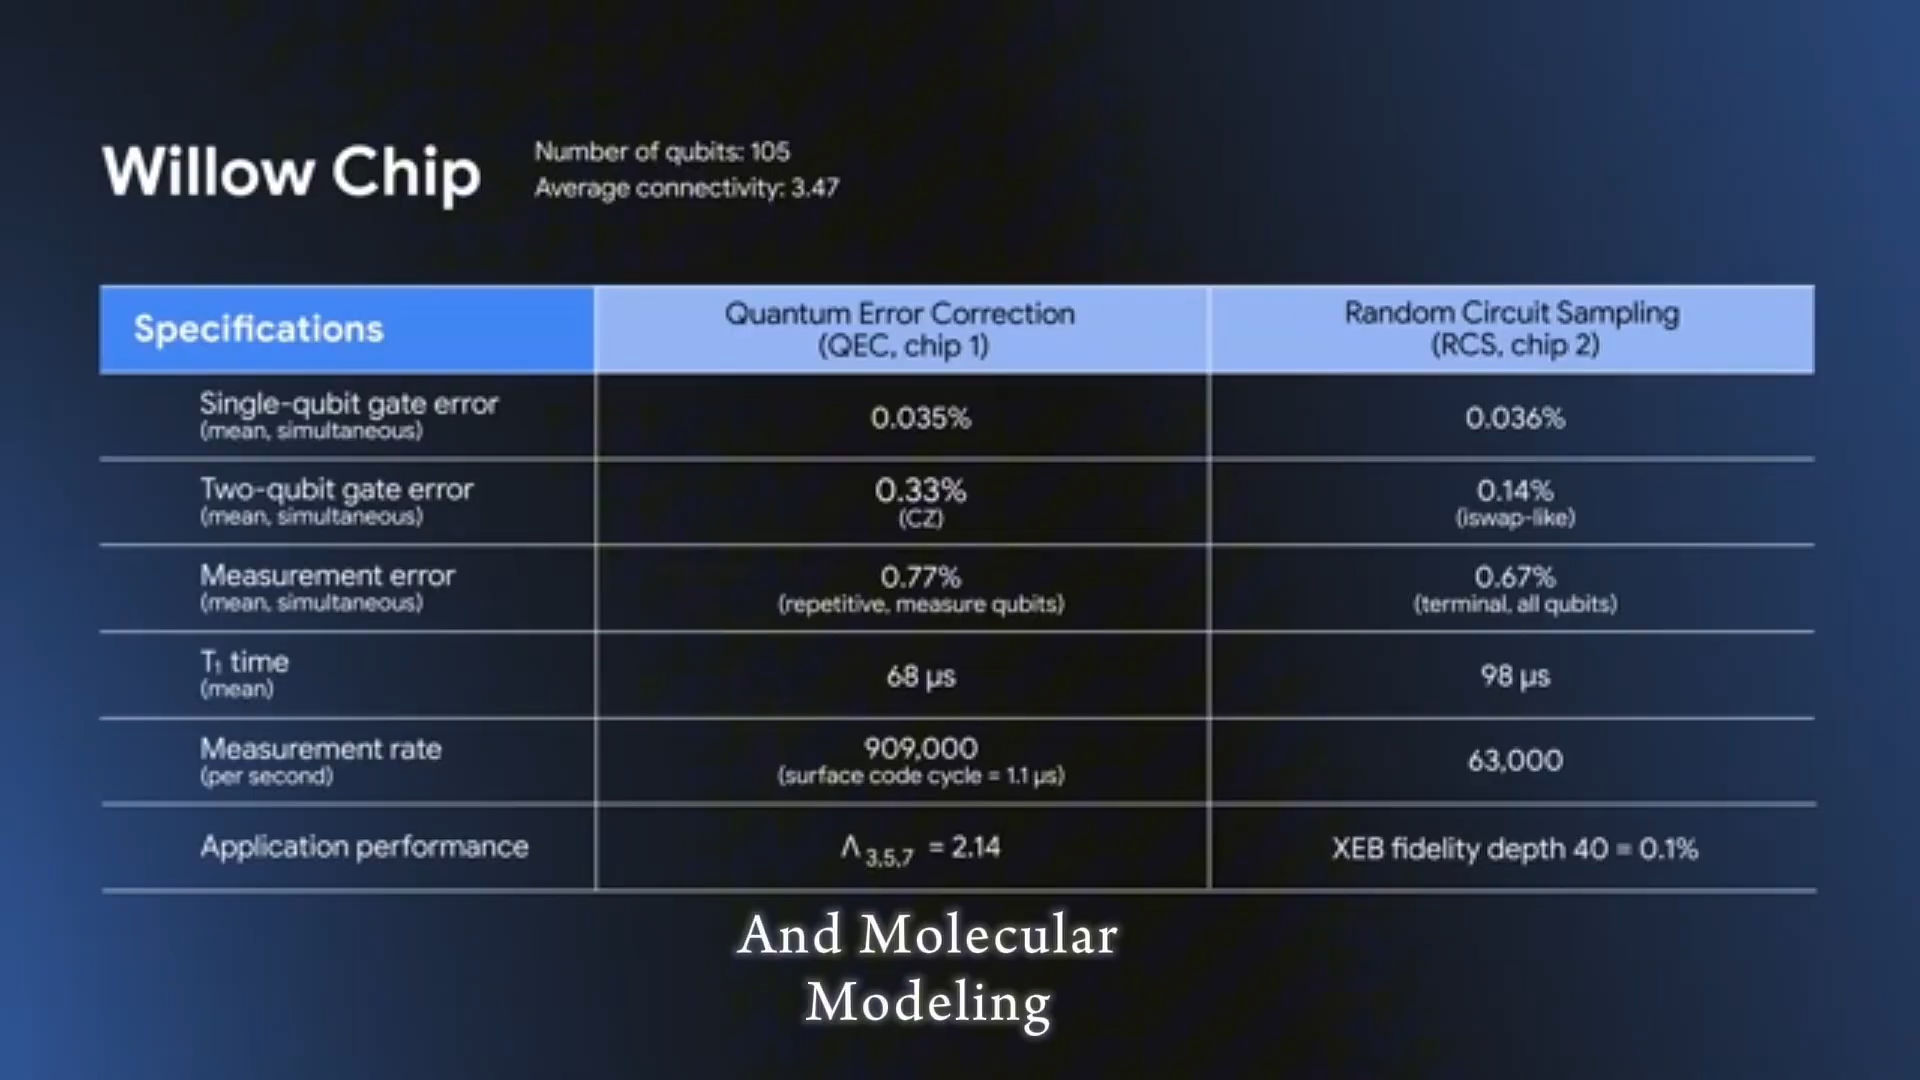 Willow Chip
Number of qubits: 105
Average connectivity: 3.47
Specifications
Quantum Error Correction
(QEC, chip 1)
Random Circuit Sampling
(RCS, chip 2)
Single-qubit gate error
(mean, simultaneous)
0.035%
0.036%
Two-qubit gate error
(mean, simultaneous)
0.33%
(CZ)
0.14%
(iswap-like)
Measurement error
(mean, simultaneous)
0.77%
(repetitive, measure qubits)
0.67%
(terminal, all qubits)
T₁ time
(mean)
68 µs
98 µs
Measurement rate
(per second)
909,000
(surface code cycle = 1.1 µs)
63,000
Application performance
Λ 3,5,7 = 2.14
XEB fidelity depth 40 = 0.1%
And Molecular
Modeling